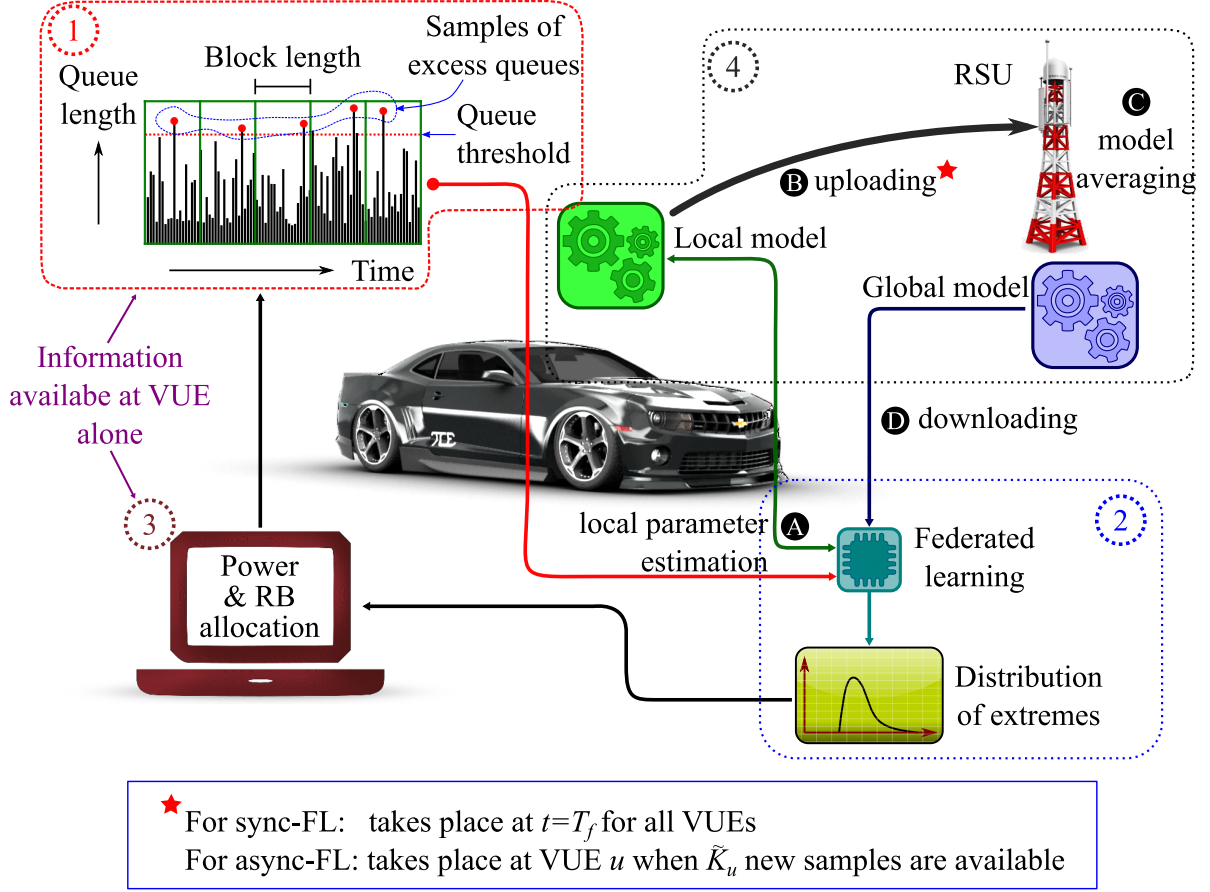 1
Queue
length
Block length
Samples of
excess queues
Queue
threshold
Time
4
RSU
C
model
averaging
B uploading
Local model
Global model
Information
availabe at VUE
alone
D downloading
3
Power
& RB
allocation
local parameter
estimation
A
2
Federated
learning
Distribution
of extremes
For sync-FL: takes place at t=T_f for all VUEs
For async-FL: takes place at VUE u when K̃_u new samples are available